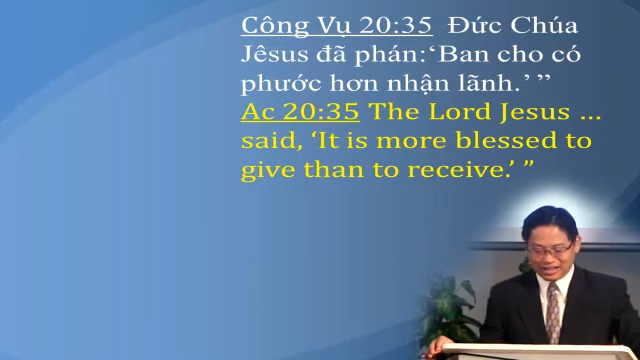 Công Vụ 20:35 Đức Chúa
Jêsus đã phán:‘Ban cho có
phước hơn nhận lãnh.’ ”
Ac 20:35 The Lord Jesus ...
said, ‘It is more blessed to
give than to receive.’ ”